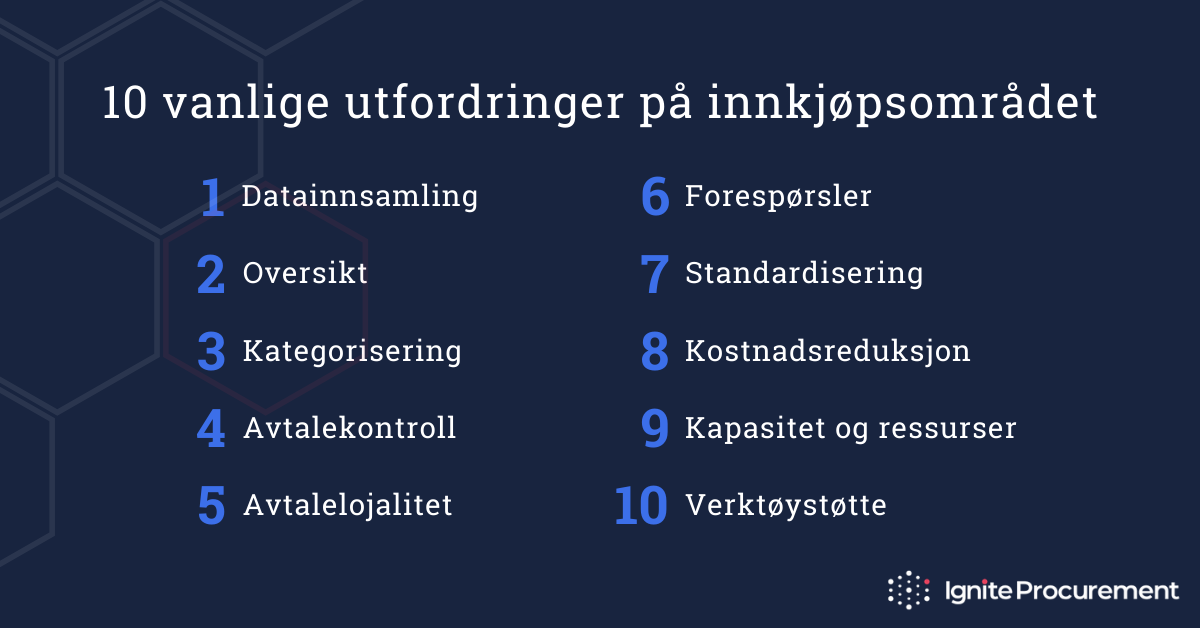 10 vanlige utfordringer på innkjøpsområdet
1 Datainnsamling
2 Oversikt
3 Kategorisering
4 Avtalekontroll
5 Avtalelojalitet
6 Forespørsler
7 Standardisering
8 Kostnadsreduksjon
9 Kapasitet og ressurser
10 Verktøystøtte
Ignite Procurement